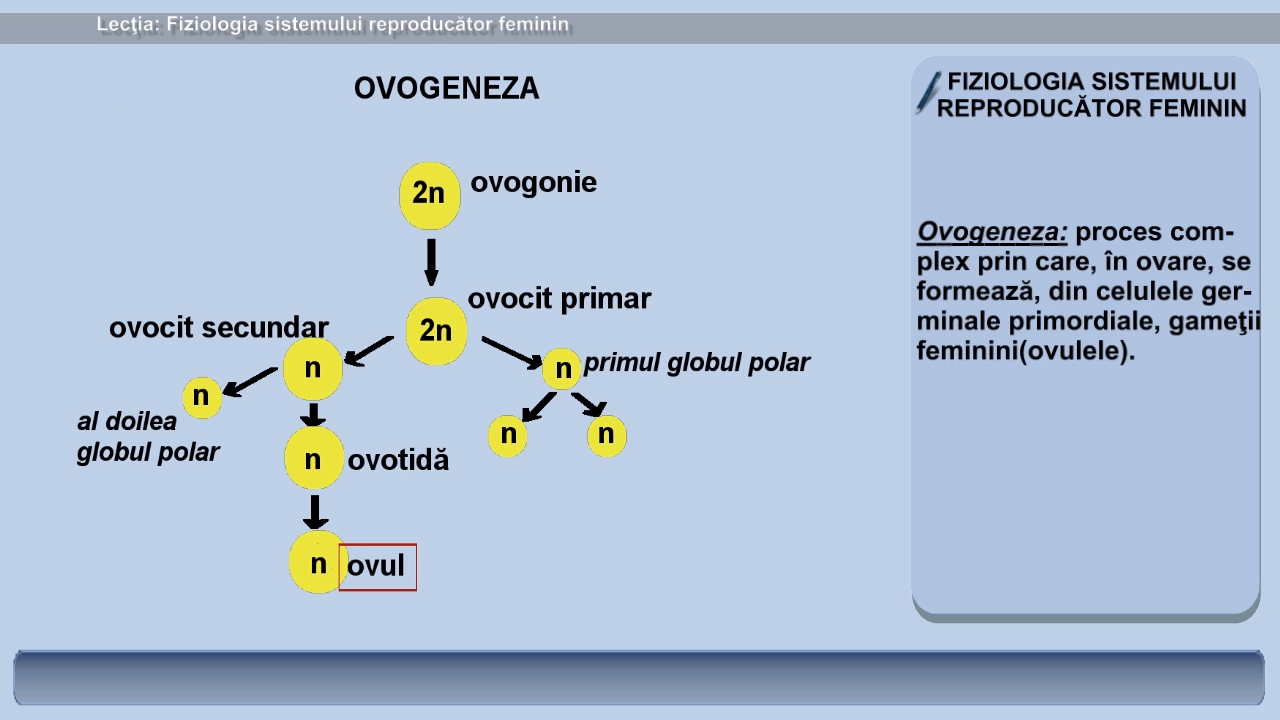 Lecţia: Fiziologia sistemului reproducător feminin
OVOGENEZA
2n
ovogonie
2n
ovocit primar
ovocit secundar
n
n
primul globul polar
n
al doilea
globul polar
n
n
n
ovotidă
n
ovul
FIZIOLOGIA SISTEMULUI
REPRODUCĂTOR FEMININ
Ovogeneza: proces com-
plex prin care, în ovare, se
formează, din celulele ger-
minale primordiale, gameţii
feminini(ovulele).